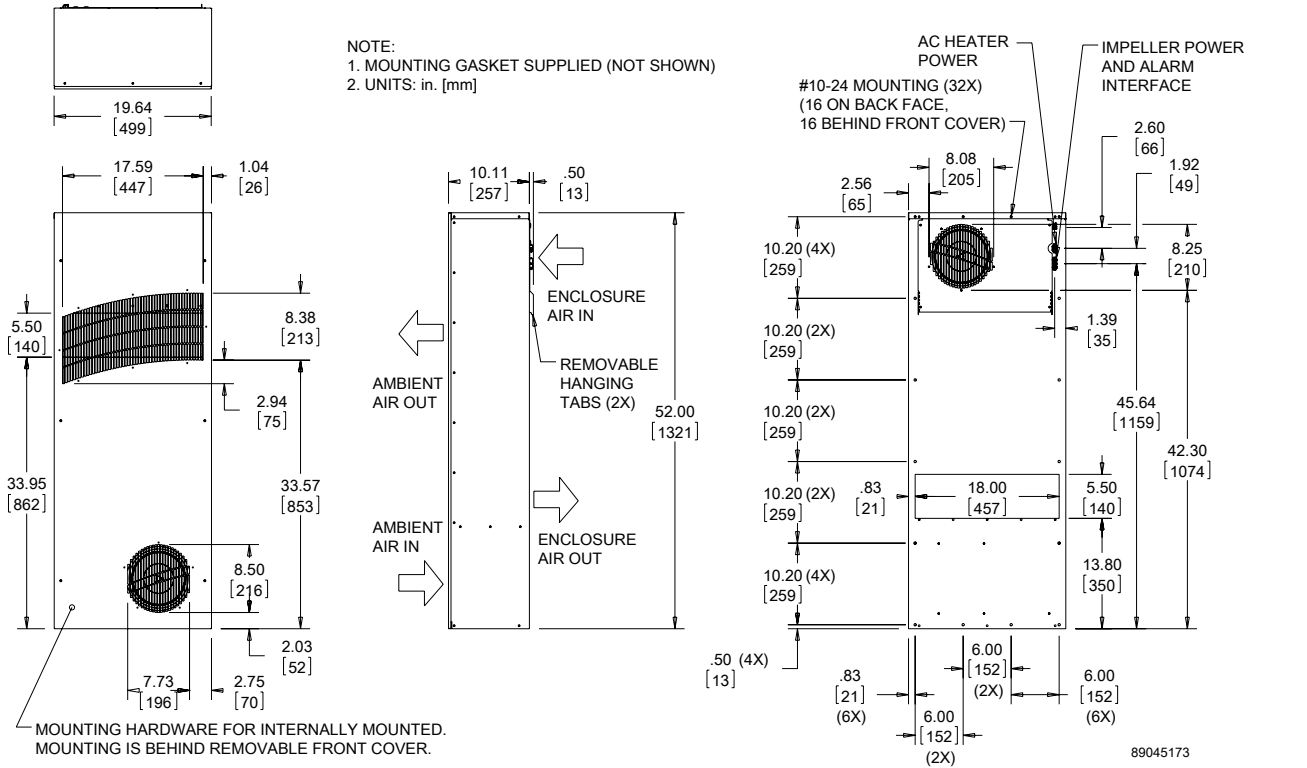 NOTE:
1. MOUNTING GASKET SUPPLIED (NOT SHOWN)
2. UNITS: in. [mm]
19.64
[499]
17.59
[447]
1.04
[26]
5.50
[140]
8.38
[213]
2.94
[75]
33.95
[862]
33.57
[853]
8.50
[216]
2.03
[52]
7.73
[196]
2.75
[70]
MOUNTING HARDWARE FOR INTERNALLY MOUNTED.
MOUNTING IS BEHIND REMOVABLE FRONT COVER.
10.11
[257]
.50
[13]
ENCLOSURE
AIR IN
AMBIENT
AIR OUT
REMOVABLE
HANGING
TABS (2X)
52.00
[1321]
AMBIENT
AIR IN
ENCLOSURE
AIR OUT
AC HEATER
POWER
IMPELLER POWER
AND ALARM
INTERFACE
#10-24 MOUNTING (32X)
(16 ON BACK FACE,
16 BEHIND FRONT COVER)
2.60
[66]
8.08
[205]
1.92
[49]
2.56
[65]
10.20 (4X)
[259]
8.25
[210]
10.20 (2X)
[259]
1.39
[35]
10.20 (2X)
[259]
45.64
[1159]
42.30
[1074]
10.20 (2X)
[259]
.83
[21]
18.00
[457]
5.50
[140]
10.20 (4X)
[259]
13.80
[350]
.50 (4X)
[13]
.83
[21]
(6X)
6.00
[152]
(2X)
6.00
[152]
(6X)
6.00
[152]
(2X)
89045173